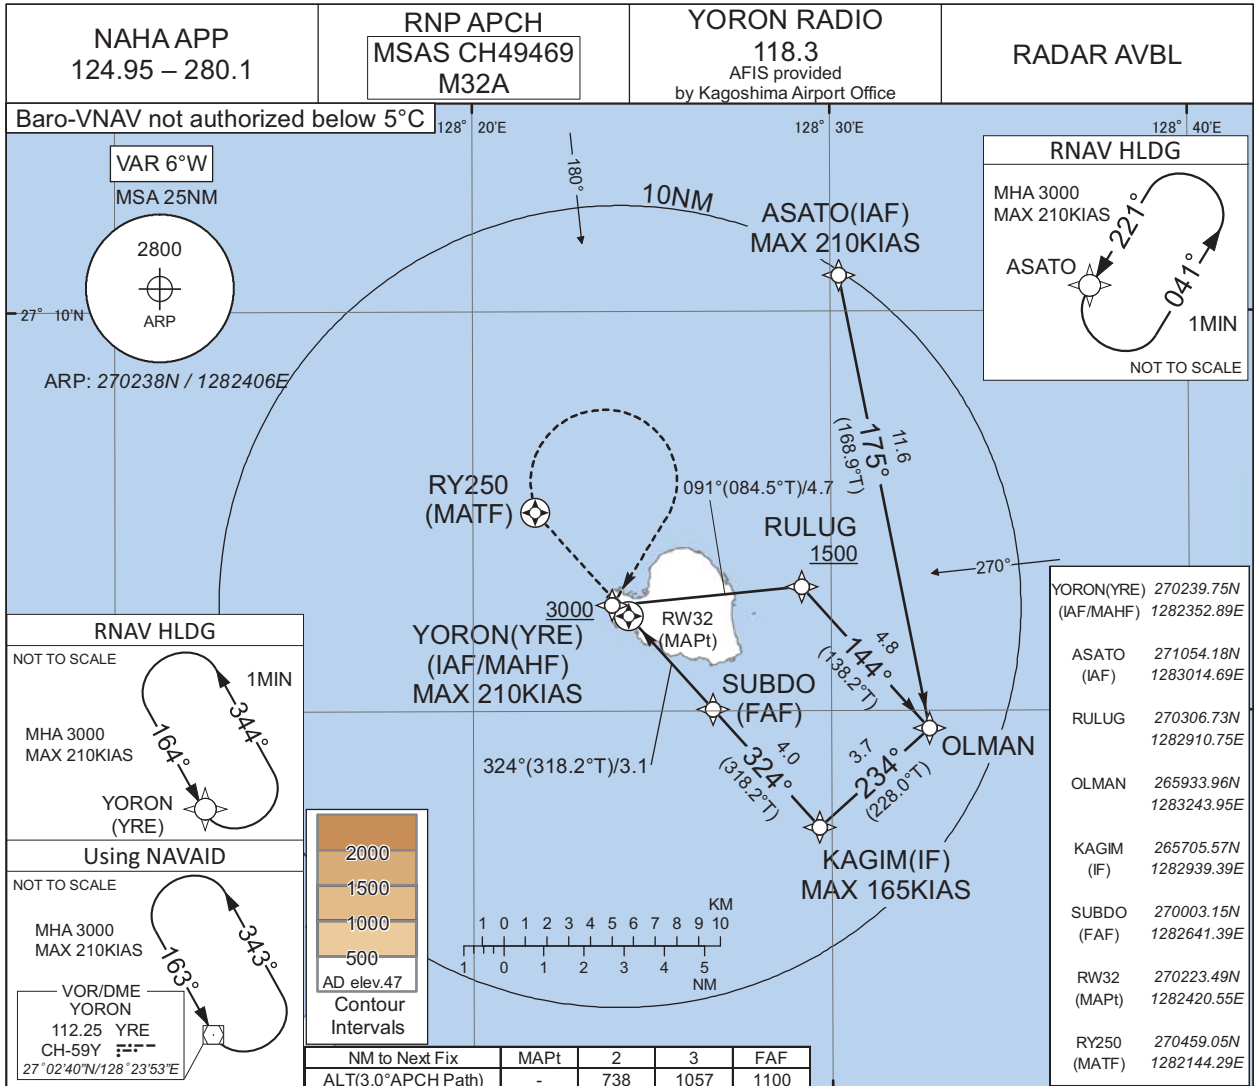 NAHA APP
124.95 – 280.1
RNP APCH
MSAS CH49469
M32A
YORON RADIO
118.3
AFIS provided
by Kagoshima Airport Office
RADAR AVBL
Baro-VNAV not authorized below 5°C
128° 20'E
128° 30'E
128° 40'E
VAR 6°W
MSA 25NM
2800
ARP
ARP: 270238N / 1282406E
27° 10'N
180°
10NM
270°
ASATO(IAF)
MAX 210KIAS
RNAV HLDG
MHA 3000
MAX 210KIAS
ASATO
221°
041°
1MIN
NOT TO SCALE
175°
(168.9°T)
11.6
RY250
(MATF)
091°(084.5°T)/4.7
RULUG
1500
3000
RW32
(MAPt)
YORON(YRE)
(IAF/MAHF)
MAX 210KIAS
4.8
144°
(138.2°T)
SUBDO
(FAF)
OLMAN
324°(318.2°T)/3.1
4.0
324°
(318.2°T)
3.7
234°
(228.0°T)
KAGIM(IF)
MAX 165KIAS
RNAV HLDG
NOT TO SCALE
1MIN
MHA 3000
MAX 210KIAS
164°
344°
YORON
(YRE)
Using NAVAID
NOT TO SCALE
MHA 3000
MAX 210KIAS
163°
343°
VOR/DME
YORON
112.25 YRE
CH-59Y
27°02'40"N/128°23'53"E
2000
1500
1000
500
AD elev.47
Contour
Intervals
KM
1 0 1 2 3 4 5 6 7 8 9 10
1 0 1 2 3 4 5
NM
YORON(YRE) 270239.75N
(IAF/MAHF) 1282352.89E
ASATO 271054.18N
(IAF) 1283014.69E
RULUG 270306.73N
1282910.75E
OLMAN 265933.96N
1283243.95E
KAGIM 265705.57N
(IF) 1282939.39E
SUBDO 270003.15N
(FAF) 1282641.39E
RW32 270223.49N
(MAPt) 1282420.55E
RY250 270459.05N
(MATF) 1282144.29E
NM to Next Fix MAPt 2 3 FAF
ALT(3.0°APCH Path) - 738 1057 1100